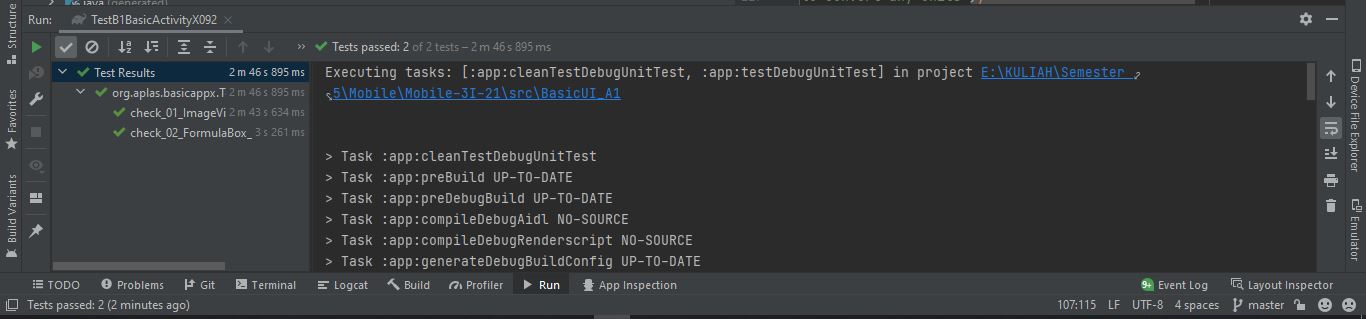 java (generated)
Run: TestB1BasicActivityX092
Tests passed: 2 of 2 tests – 2 m 46 s 895 ms
Test Results 2 m 46 s 895 ms
org.aplas.basicappx.T 2 m 46 s 895 ms
check_01_ImageVi 2 m 43 s 634 ms
check_02_FormulaBox_ 3 s 261 ms
Executing tasks: [:app:cleanTestDebugUnitTest, :app:testDebugUnitTest] in project E:\KULIAH\Semester
5\Mobile\Mobile-3I-21\src\BasicUI_A1
> Task :app:cleanTestDebugUnitTest
> Task :app:preBuild UP-TO-DATE
> Task :app:preDebugBuild UP-TO-DATE
> Task :app:compileDebugAidl NO-SOURCE
> Task :app:compileDebugRenderscript NO-SOURCE
> Task :app:generateDebugBuildConfig UP-TO-DATE
Structure
Favorites
Build Variants
Device File Explorer
Emulator
TODO Problems Git Terminal Logcat Build Profiler Run App Inspection 9+ Event Log Layout Inspector
Tests passed: 2 (2 minutes ago) 107:115 LF UTF-8 4 spaces master